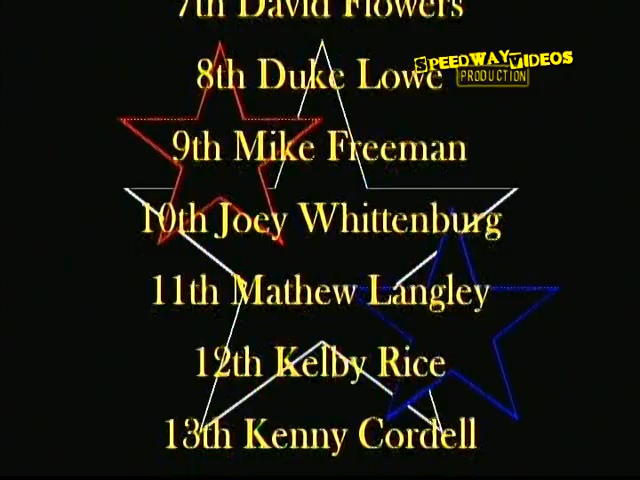 7th David Flowers
8th Duke Lowe
SPEEDWAY VIDEOS
PRODUCTION
9th Mike Freeman
10th Joey Whittenburg
11th Mathew Langley
12th Kelby Rice
13th Kenny Cordell